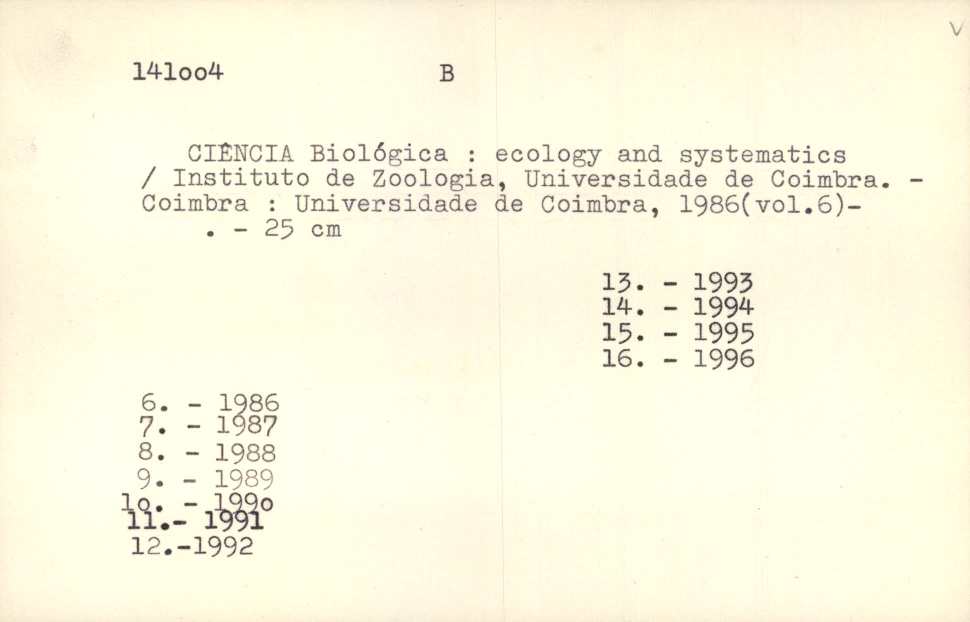 V
141oo4 B
CIÊNCIA Biológica : ecology and systematics
/ Instituto de Zoologia, Universidade de Coimbra. -
Coimbra : Universidade de Coimbra, 1986(vol.6)-
. - 25 cm
13. - 1993
14. - 1994
15. - 1995
16. - 1996
6. - 1986
7. - 1987
8. - 1988
9. - 1989
1o. - 199o
11.- 1991
12.-1992